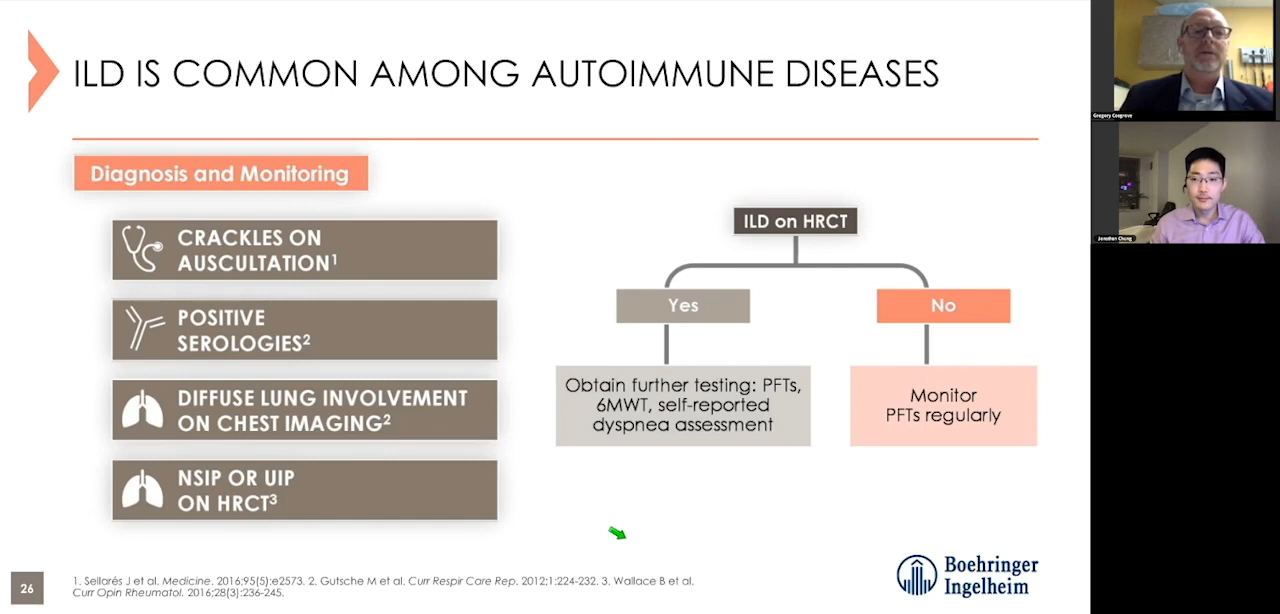 ILD IS COMMON AMONG AUTOIMMUNE DISEASES
Diagnosis and Monitoring
CRACKLES ON
AUSCULTATION¹
POSITIVE
SEROLOGIES²
DIFFUSE LUNG INVOLVEMENT
ON CHEST IMAGING²
NSIP OR UIP
ON HRCT³
ILD on HRCT
Yes
No
Obtain further testing: PFTs,
6MWT, self-reported
dyspnea assessment
Monitor
PFTs regularly
26
1. Sellarés J et al. Medicine. 2016;95(5):e2573. 2. Gutsche M et al. Curr Respir Care Rep. 2012;1:224-232. 3. Wallace B et al.
Curr Opin Rheumatol. 2016;28(3):236-245.
Boehringer
Ingelheim
Gregory Cosgrove
Jonathan Chung